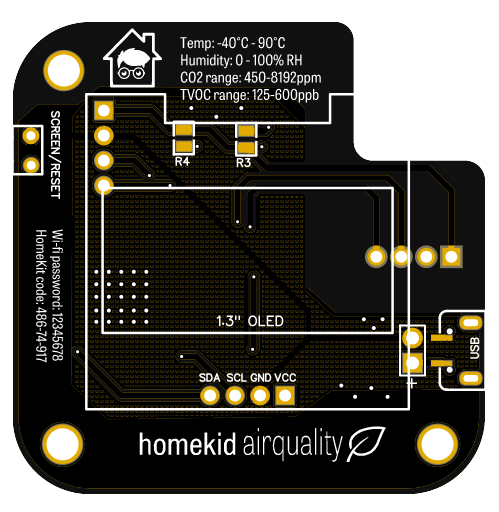 Temp: -40°C - 90°C
Humidity: 0 - 100% RH
CO2 range: 450-8192ppm
TVOC range: 125-600ppb
SCREEN/RESET
R4
R3
Wi-fi password: 12345678
HomeKit code: 486-74-917
1.3" OLED
USB
+
SDA SCL GND VCC
homekid airquality